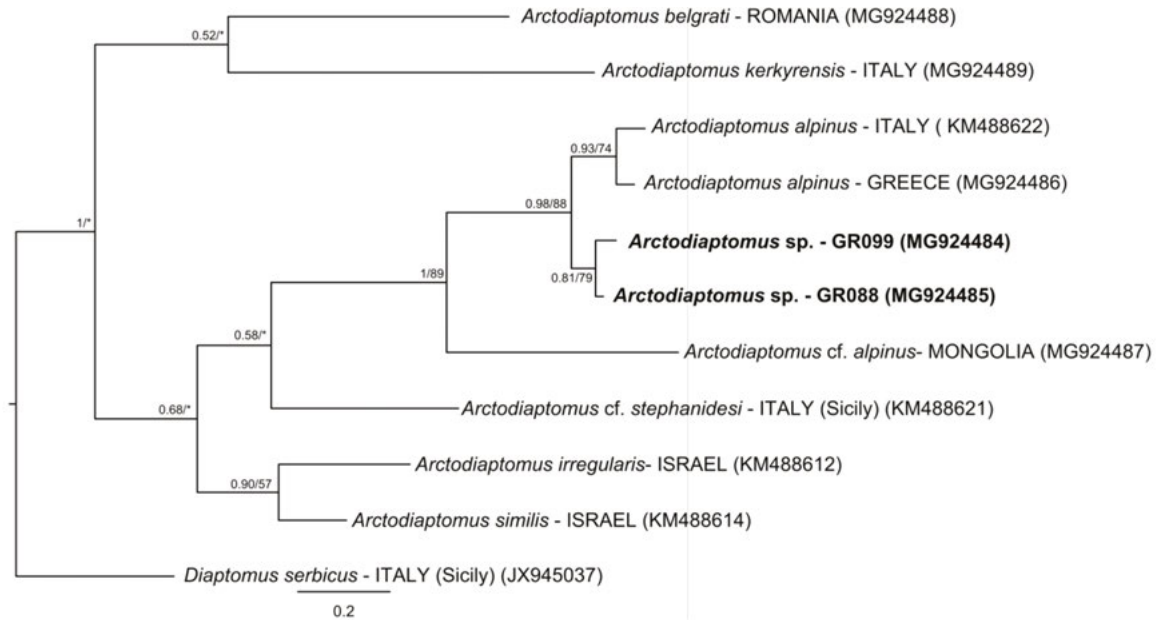 Arctodiaptomus belgrati - ROMANIA (MG924488)
0.52/*
Arctodiaptomus kerkyrensis - ITALY (MG924489)
Arctodiaptomus alpinus - ITALY ( KM488622)
0.93/74
Arctodiaptomus alpinus - GREECE (MG924486)
0.98/88
1/*
Arctodiaptomus sp. - GR099 (MG924484)
1/89
0.81/79
Arctodiaptomus sp. - GR088 (MG924485)
0.58/*
Arctodiaptomus cf. alpinus- MONGOLIA (MG924487)
0.68/*
Arctodiaptomus cf. stephanidesi - ITALY (Sicily) (KM488621)
Arctodiaptomus irregularis- ISRAEL (KM488612)
0.90/57
Arctodiaptomus similis - ISRAEL (KM488614)
Diaptomus serbicus - ITALY (Sicily) (JX945037)
0.2